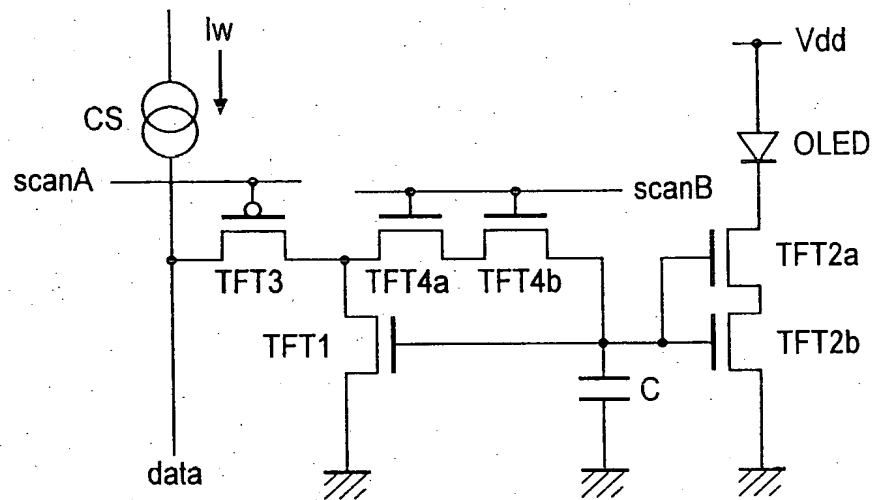 Iw
Vdd
CS
OLED
scanA
scanB
TFT3
TFT4a
TFT4b
TFT2a
TFT1
TFT2b
C
data